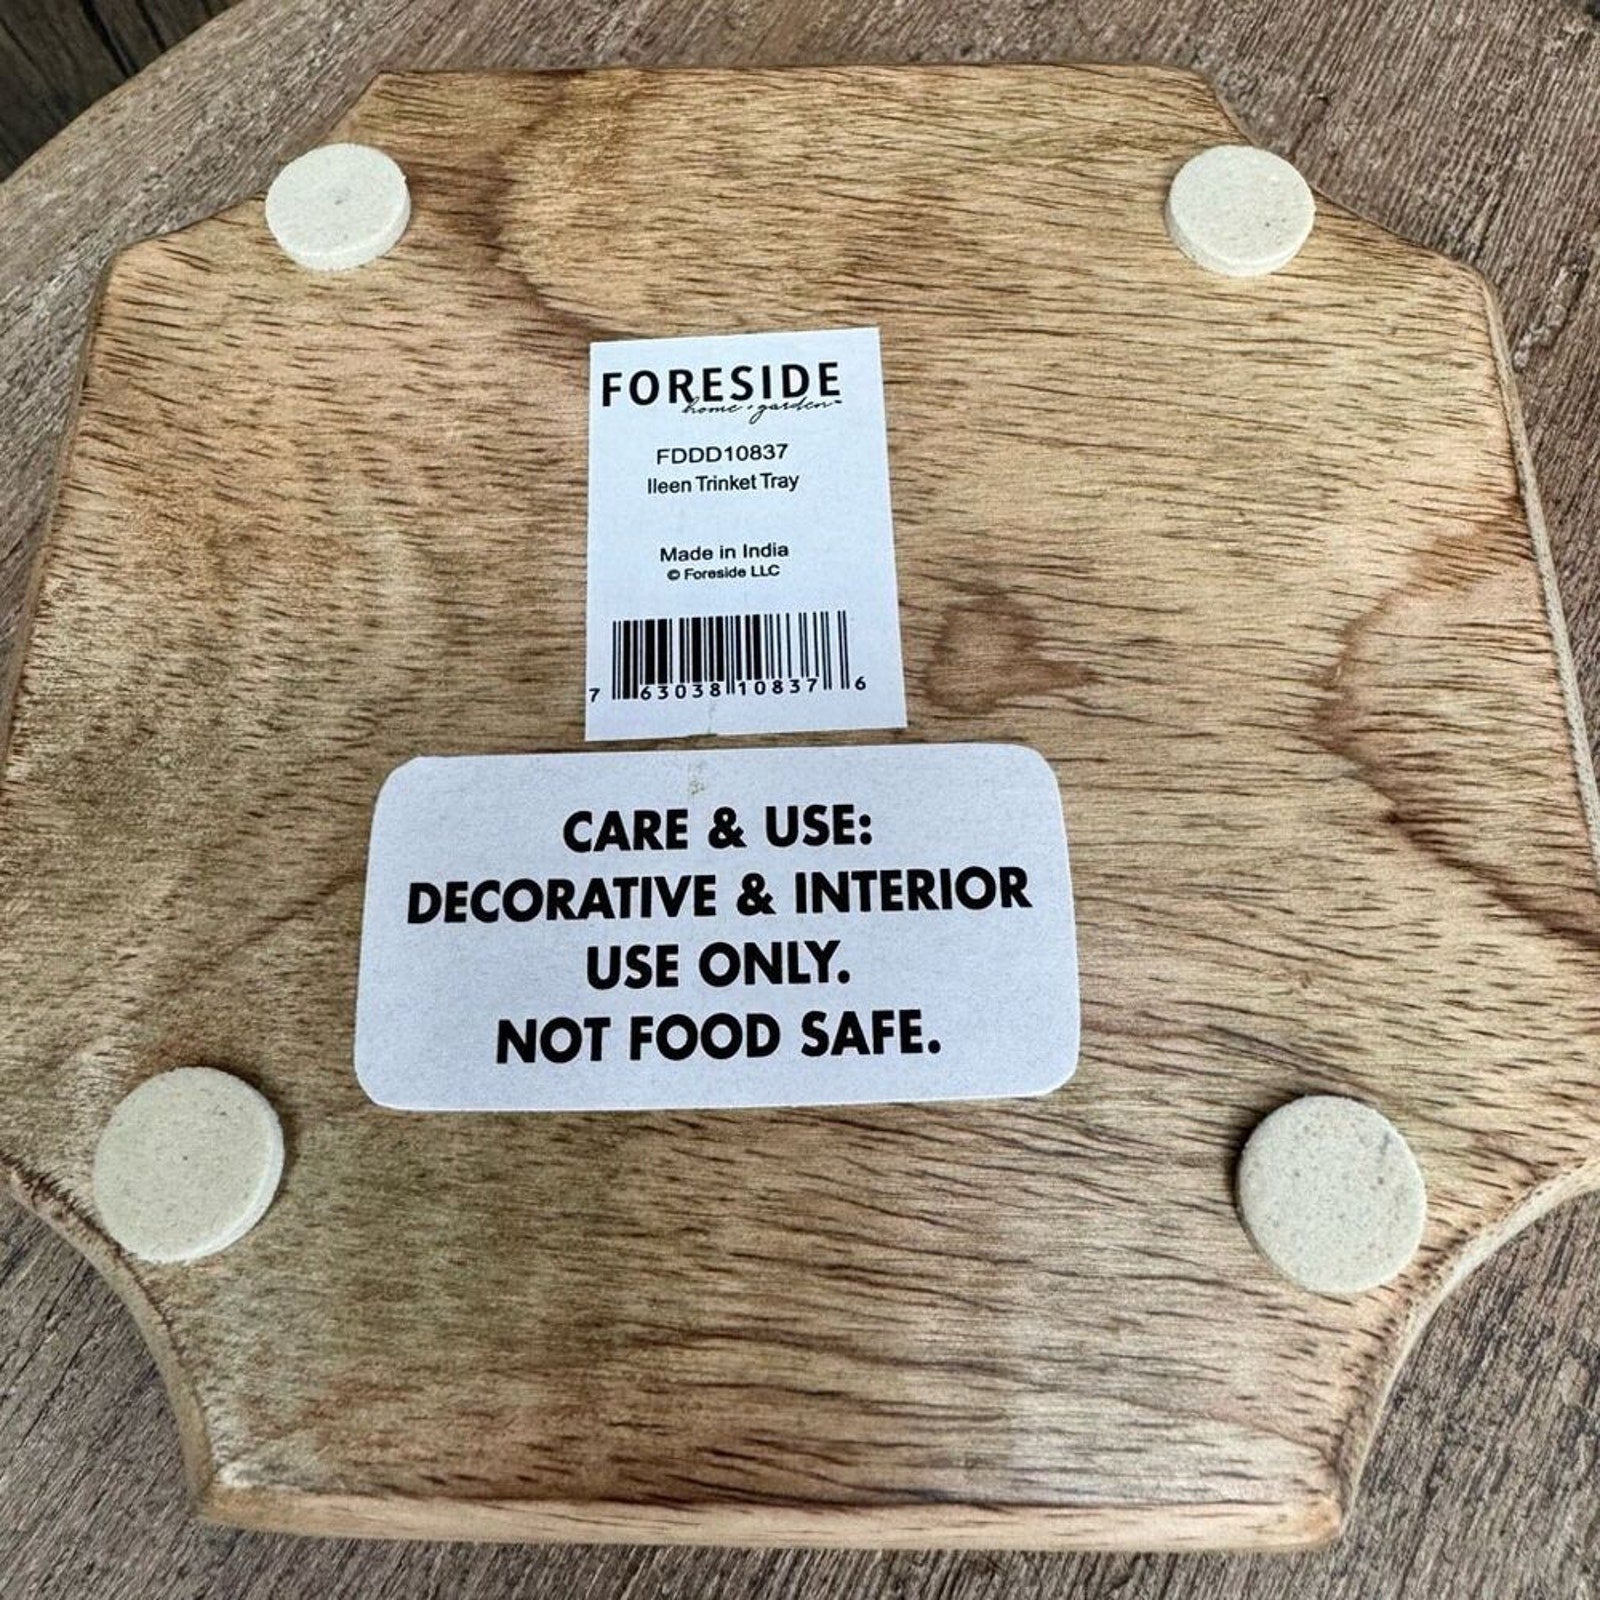 FORESIDE
home + garden™
FDDD10837
Ileen Trinket Tray
Made in India
© Foreside LLC
7 63038 10837 6
CARE & USE:
DECORATIVE & INTERIOR
USE ONLY.
NOT FOOD SAFE.